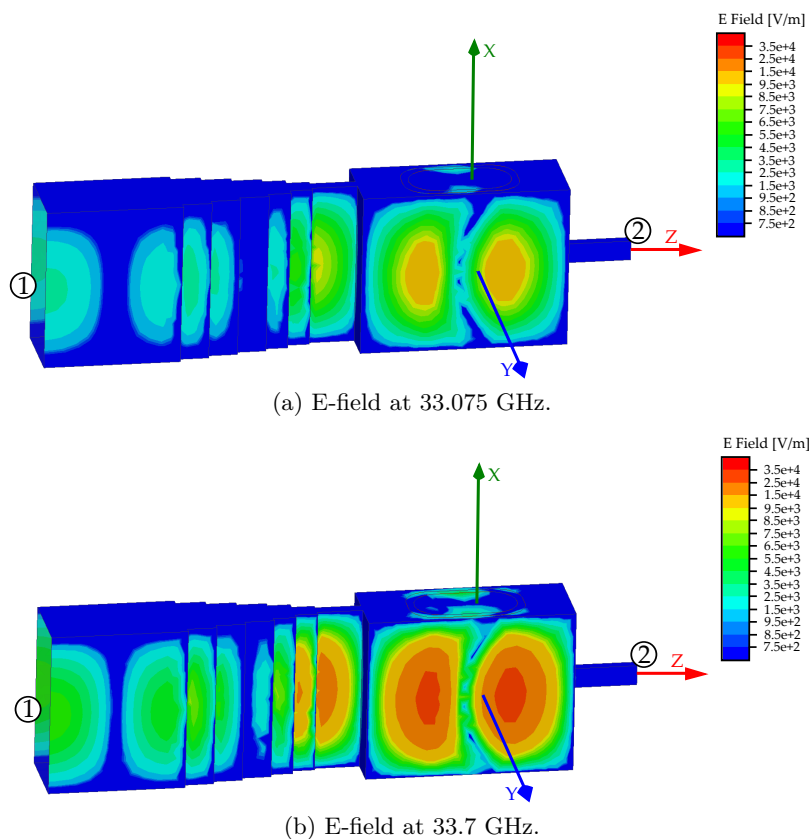 E Field [V/m]
3.5e+4
2.5e+4
1.5e+4
9.5e+3
8.5e+3
7.5e+3
6.5e+3
5.5e+3
4.5e+3
3.5e+3
2.5e+3
1.5e+3
9.5e+2
8.5e+2
7.5e+2
X
2
Z
1
Y
(a) E-field at 33.075 GHz.
E Field [V/m]
3.5e+4
2.5e+4
1.5e+4
9.5e+3
8.5e+3
7.5e+3
6.5e+3
5.5e+3
4.5e+3
3.5e+3
2.5e+3
1.5e+3
9.5e+2
8.5e+2
7.5e+2
X
2
Z
1
Y
(b) E-field at 33.7 GHz.